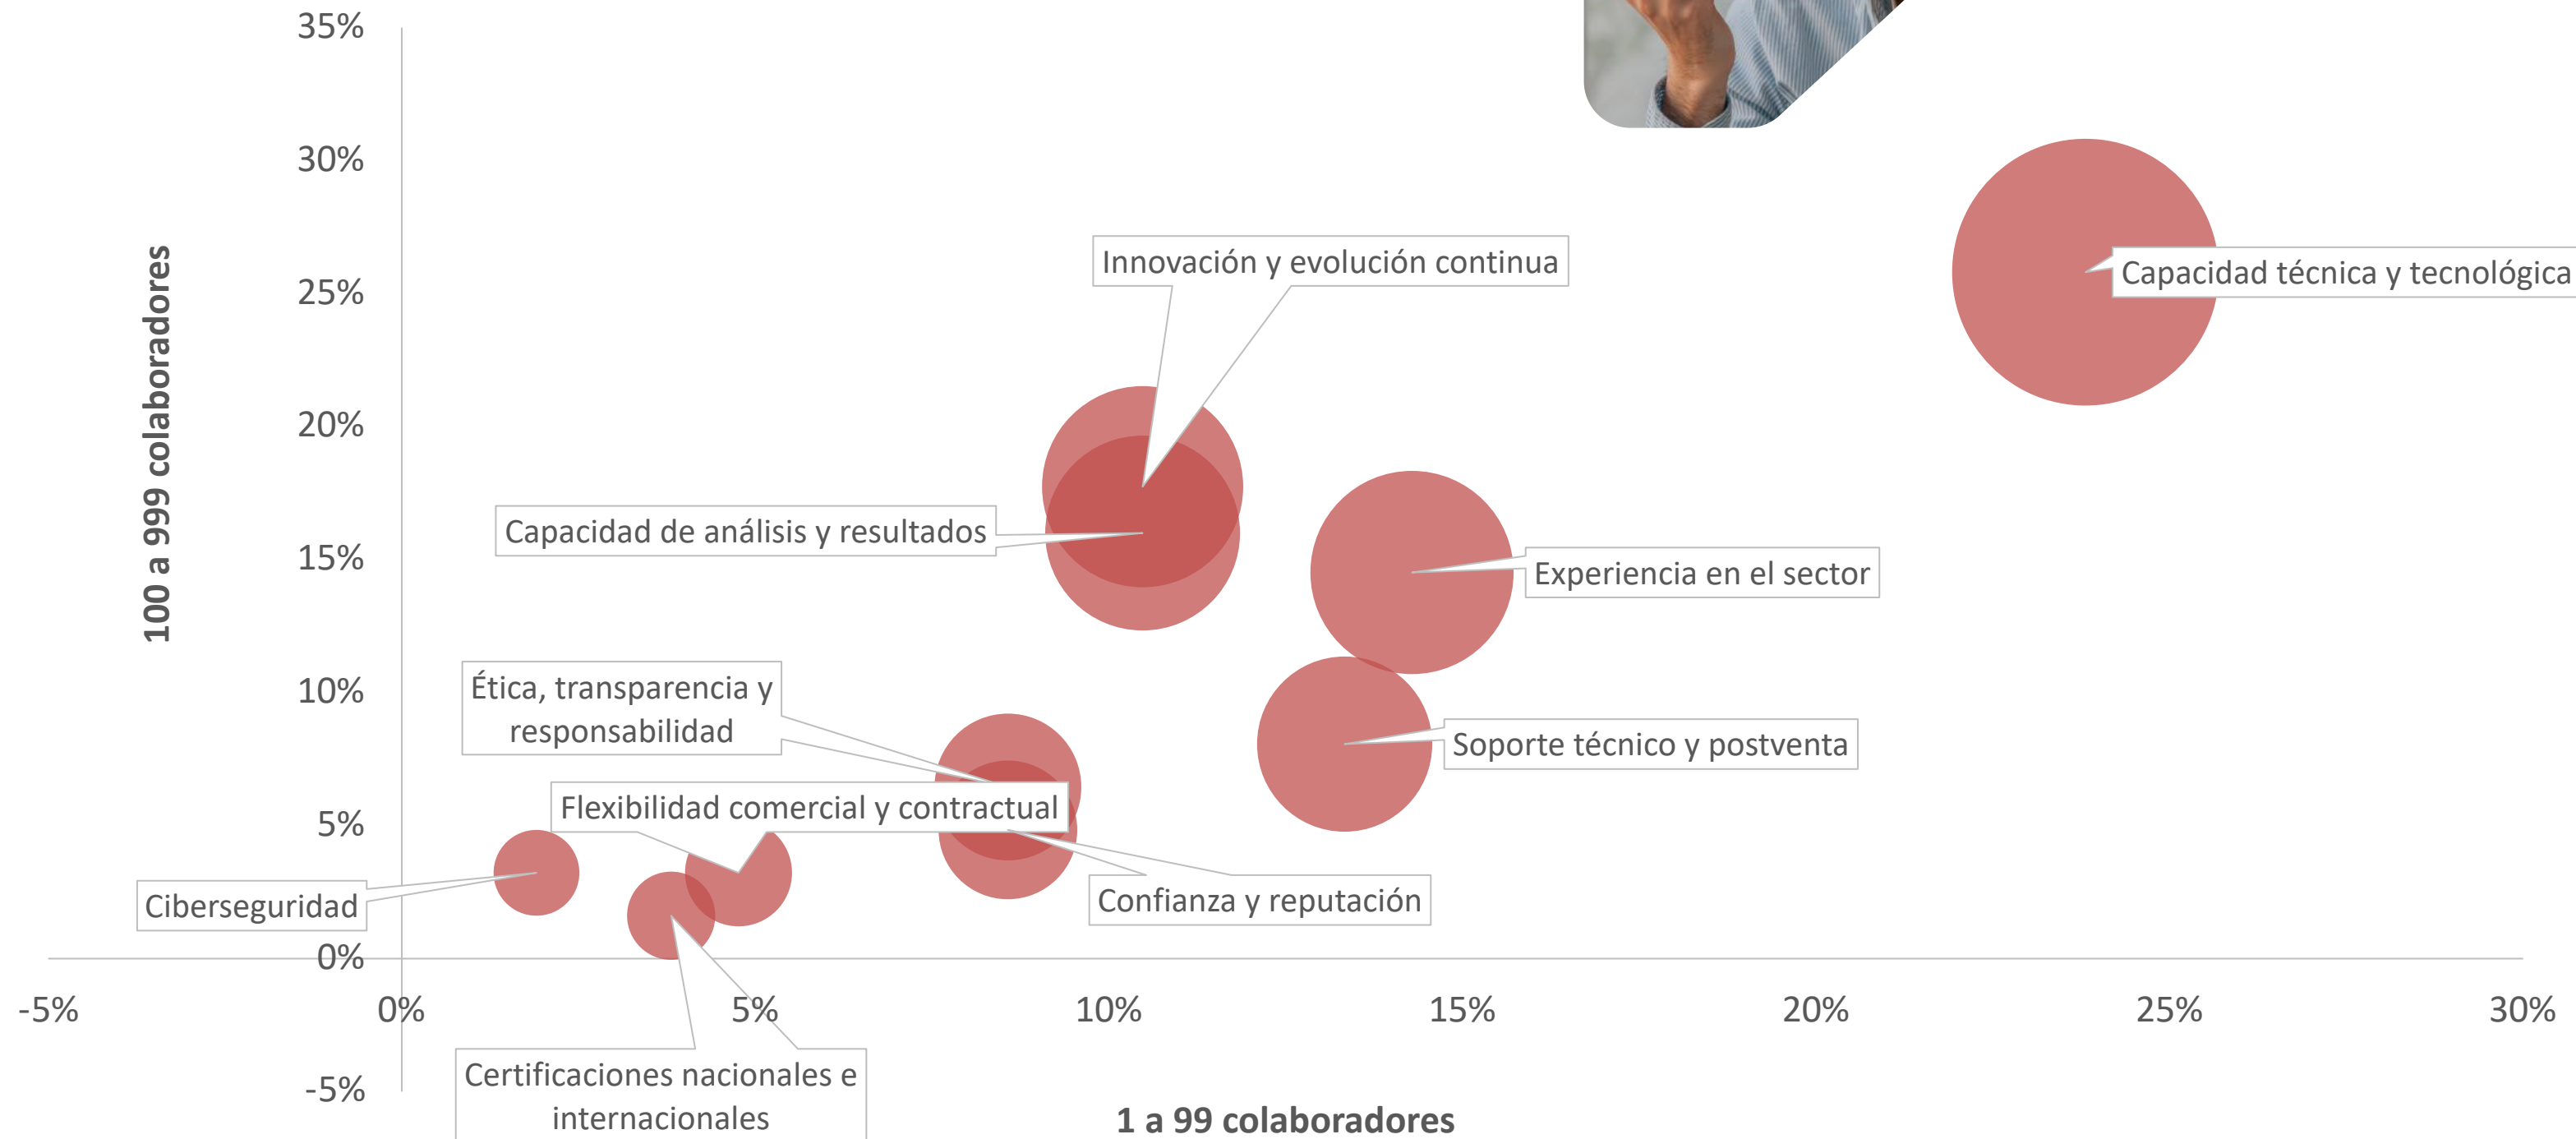 35%
30%
25%
20%
15%
10%
5%
0%
-5%
100 a 9999 colaboradores
Innovación y evolución continua
Capacidad técnica y tecnológica
Capacidad de análisis y resultados
Experiencia en el sector
Ética, transparencia y
responsabilidad
Soporte técnico y postventa
Flexibilidad comercial y contractual
Ciberseguridad
Confianza y reputación
Certificaciones nacionales e
internacionales
-5%
0%
5%
10%
15%
20%
25%
30%
1 a 99 colaboradores